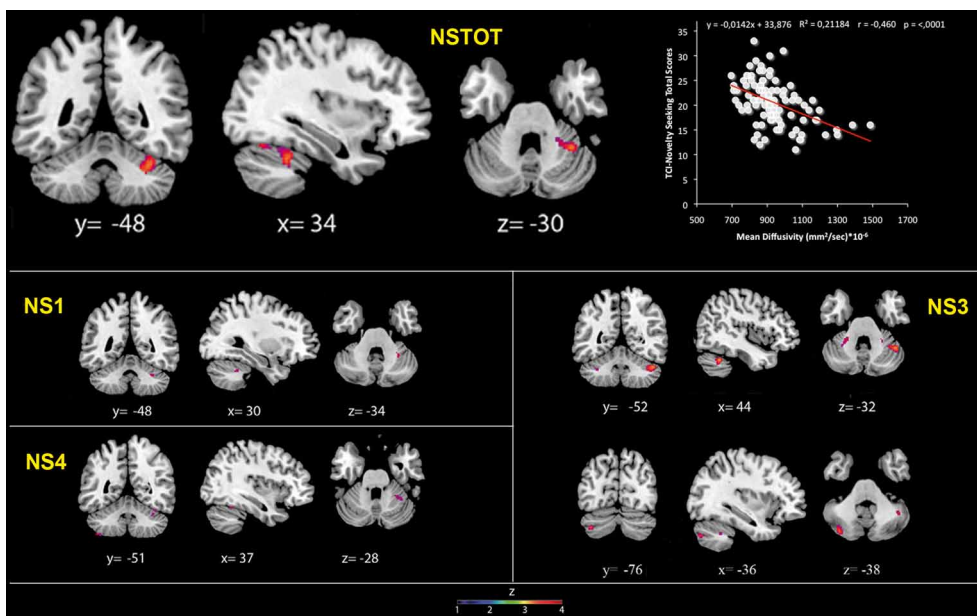 NSTOT
y= -48 x= 34 z= -30
y = -0,0142x + 33,876 R² = 0,21184 r = -0,460 p = <,0001
TCI-Novelty Seeking Total Scores
35
30
25
20
15
10
5
0
500 700 900 1100 1300 1500 1700
Mean Diffusivity (mm²/sec)*10⁻⁶
NS1
y= -48 x= 30 z= -34
NS4
y= -51 x= 37 z= -28
NS3
y= -52 x= 44 z= -32
y= -76 x= -36 z= -38
z
1 2 3 4